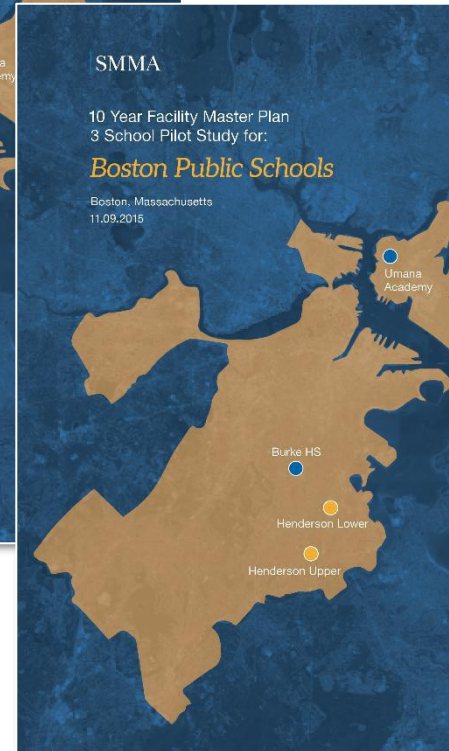 SMMA
10 Year Facility Master Plan
3 School Pilot Study for:
Boston Public Schools
Boston, Massachusetts
11.09.2015
Umana
Academy
Burke HS
Henderson Lower
Henderson Upper